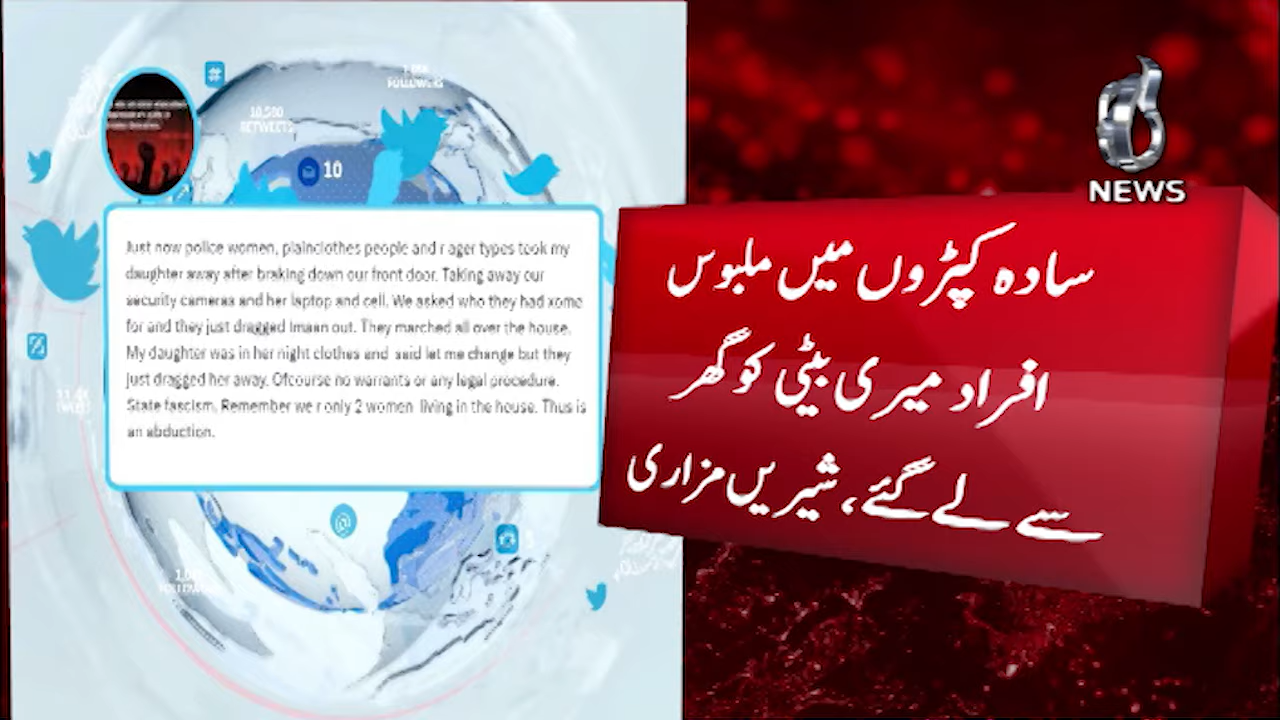 10,500
RETWEETS
FOLLOWERS
10
Just now police women, plainclothes people and r ager types took my
daughter away after braking down our front door. Taking away our
security cameras and her laptop and cell. We asked who they had xome
for and they just dragged Imaan out. They marched all over the house.
My daughter was in her night clothes and said let me change but they
just dragged her away. Ofcourse no warrants or any legal procedure.
State fascism. Remember we r only 2 women living in the house. Thus is
an abduction.
NEWS
سادہ کپڑوں میں ملبوس
افراد میری بیٹی کو گھر
سے لے گئے، شیریں مزاری